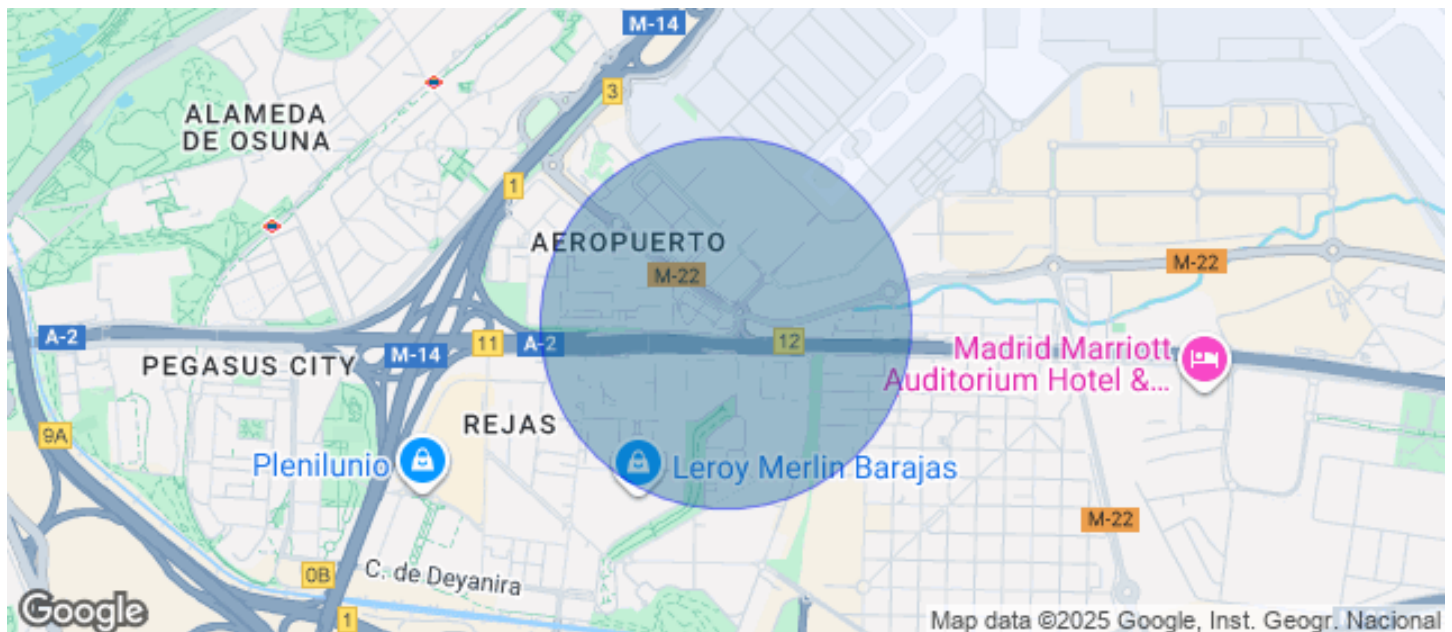 M-14
3
ALAMEDA
DE OSUNA
1
AEROPUERTO
M-22
M-22
A-2
11
A-2
12
M-14
PEGASUS CITY
Madrid Marriott
Auditorium Hotel &...
REJAS
9A
Plenilunio
Leroy Merlin Barajas
M-22
0B
C. de Deyanira
1
Google
Map data ©2025 Google, Inst. Geogr. Nacional